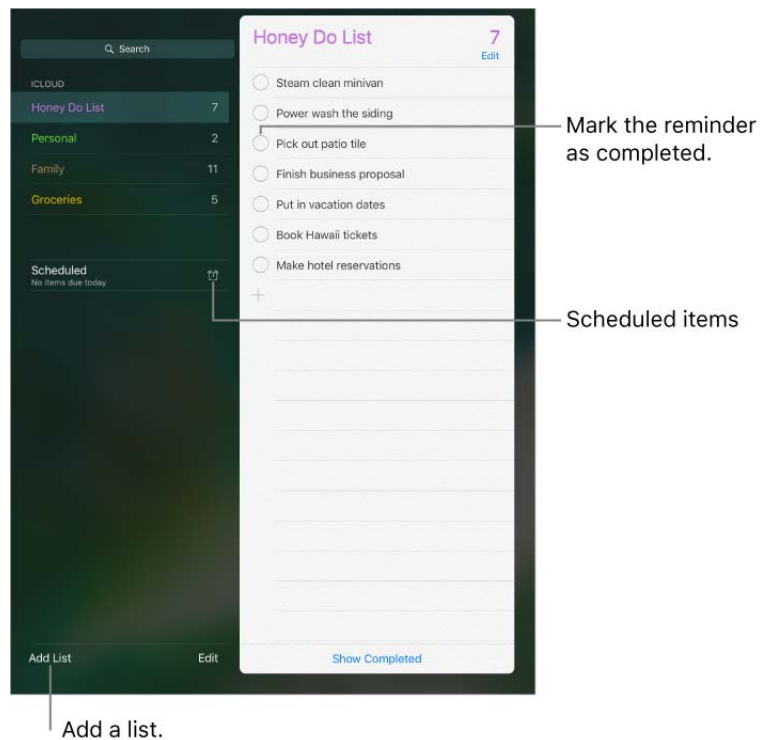 Search
ICLOUD
Honey Do List 7
Personal 2
Family 11
Groceries 5
Scheduled
No items due today
Add List Edit
Honey Do List 7
Edit
Steam clean minivan
Power wash the siding
Pick out patio tile
Finish business proposal
Put in vacation dates
Book Hawaii tickets
Make hotel reservations
Show Completed
Mark the reminder
as completed.
Scheduled items
Add a list.